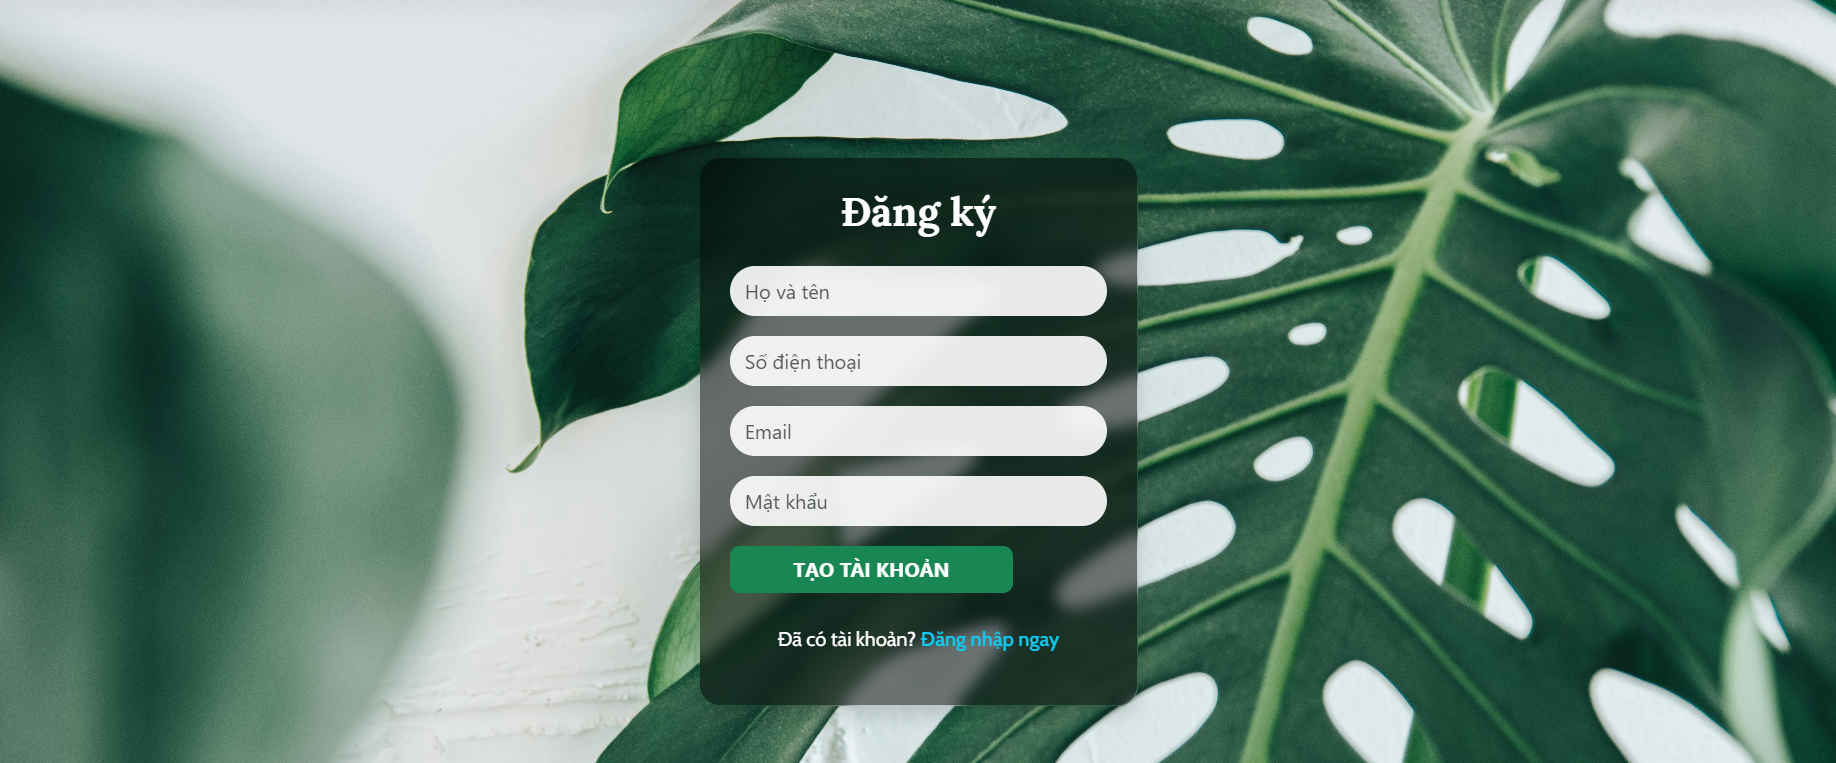 Đăng ký
Họ và tên
Số điện thoại
Email
Mật khẩu
TẠO TÀI KHOẢN
Đã có tài khoản? Đăng nhập ngay